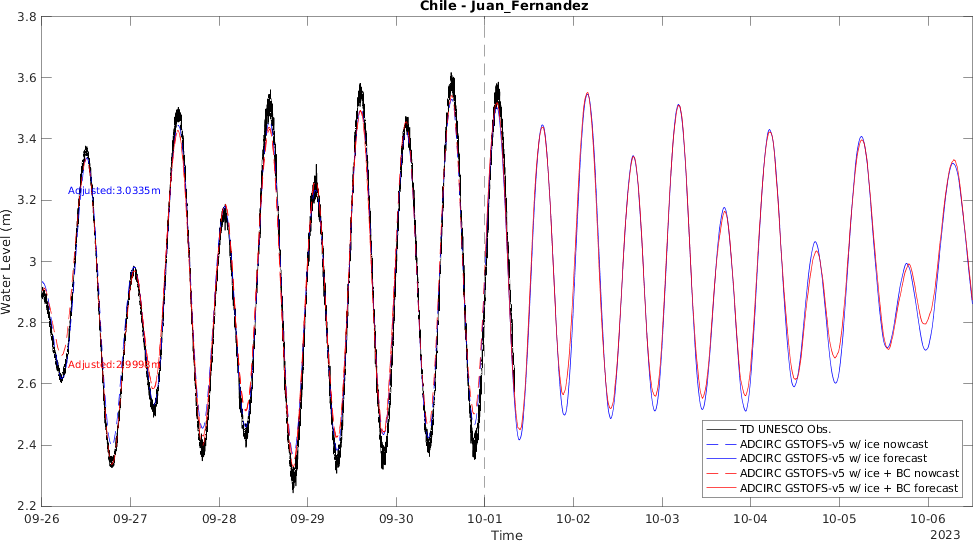 Chile - Juan_Fernandez
3.8
3.6
3.4
3.2
3
2.8
2.6
2.4
2.2
Water Level (m)
Adjusted:3.0335m
Adjusted:2.9993m
TD UNESCO Obs.
ADCIRC GSTOFS-v5 w/ ice nowcast
ADCIRC GSTOFS-v5 w/ ice forecast
ADCIRC GSTOFS-v5 w/ ice + BC nowcast
ADCIRC GSTOFS-v5 w/ ice + BC forecast
09-26 09-27 09-28 09-29 09-30 10-01 10-02 10-03 10-04 10-05 10-06
Time
2023